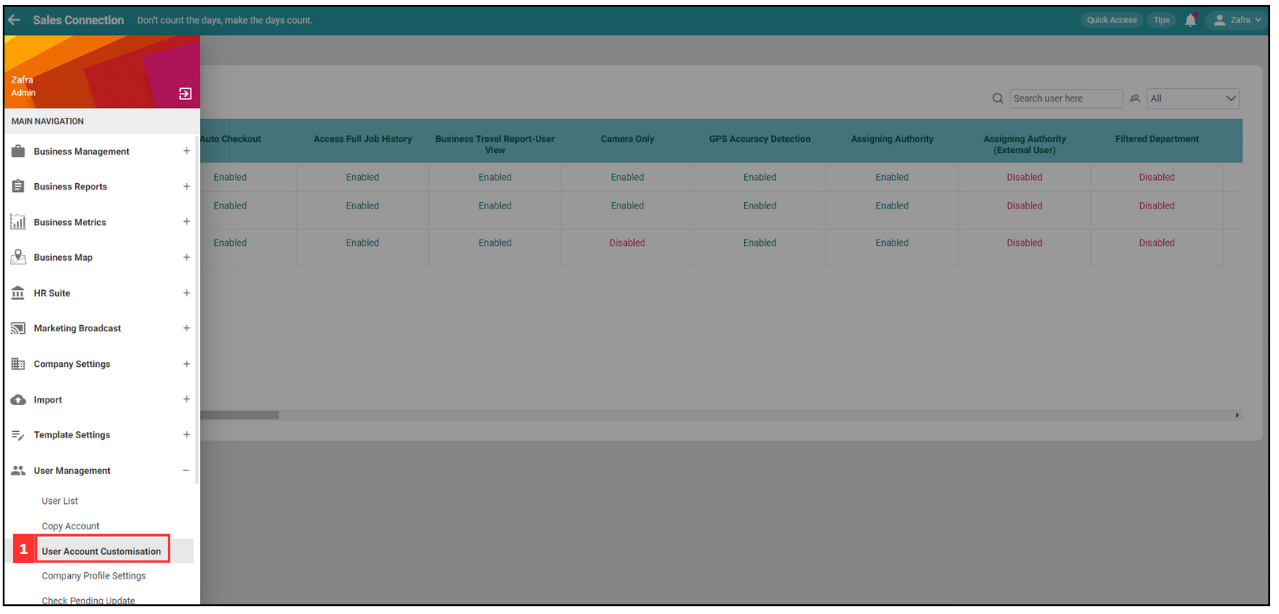 Sales Connection Don't count the days, make the days count. Quick Access Tips Zafra
Zafra
Admin
MAIN NAVIGATION
Business Management +
Business Reports +
Business Metrics +
Business Map +
HR Suite +
Marketing Broadcast +
Company Settings +
Import +
Template Settings +
User Management −
User List
Copy Account
1 User Account Customisation
Company Profile Settings
Check Pending Update
Search user here All
Auto Checkout Access Full Job History Business Travel Report-User View Camera Only GPS Accuracy Detection Assigning Authority Assigning Authority (External User) Filtered Department
Enabled Enabled Enabled Enabled Enabled Enabled Disabled Disabled
Enabled Enabled Enabled Enabled Enabled Enabled Disabled Disabled
Enabled Enabled Enabled Disabled Enabled Enabled Disabled Disabled